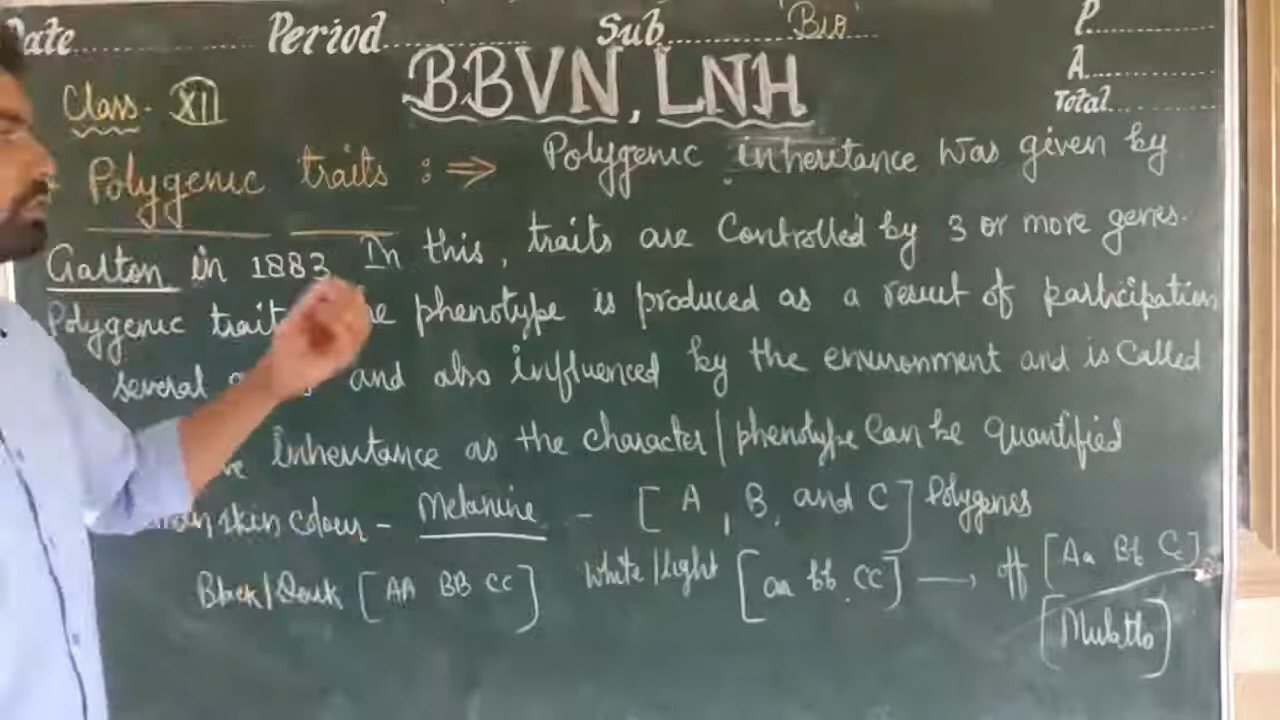 Date Period Sub Bio P.
A.
Total
BBVN, LNH
Class - XII
Polygenic traits : ⇒ Polygenic inheritance was given by
Galton in 1883. In this, traits are Controlled by 3 or more genes.
Polygenic trait phenotype is produced as a result of participation
several and also influenced by the environment and is Called
inheritance as the character/phenotype Can be quantified
skin Colour - Melanine - [A, B, and C] Polygenes
Black/Dark [AA BB CC] White/light [aa bb cc] → off [Aa Bb Cc]
[Mulatto]